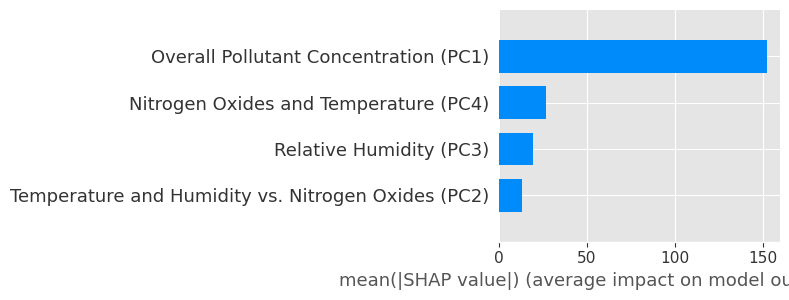 Overall Pollutant Concentration (PC1)
Nitrogen Oxides and Temperature (PC4)
Relative Humidity (PC3)
Temperature and Humidity vs. Nitrogen Oxides (PC2)
0 50 100 150
mean(|SHAP value|) (average impact on model ou